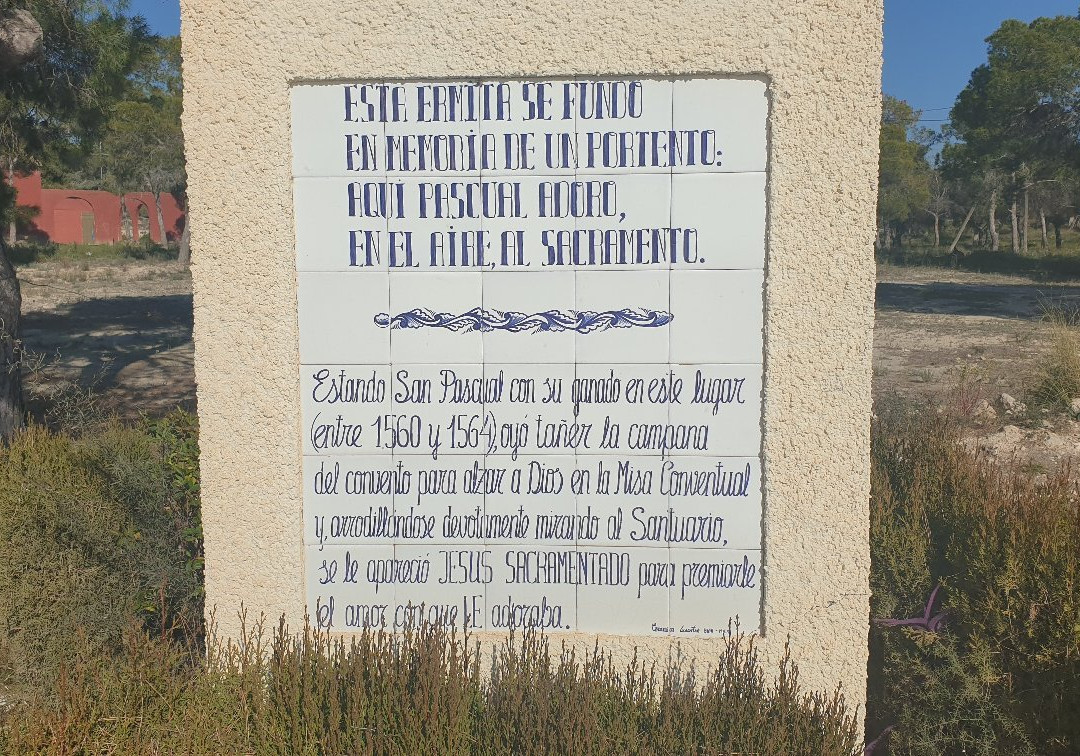 ESTA ERMITA SE FUNDO
EN MEMORIA DE UN PORTENTO:
AQUI PASCUAL ADORO,
EN EL AIRE, AL SACRAMENTO.
Estando San Pascual con su ganado en este lugar
(entre 1560 y 1564), oyó tañer la campana
del convento para alzar a Dios en la Misa Conventual
y, arrodillándose devotamente mirando al Santuario,
se le apareció JESUS SACRAMENTADO para premiarle
el amor con que LE adoraba.